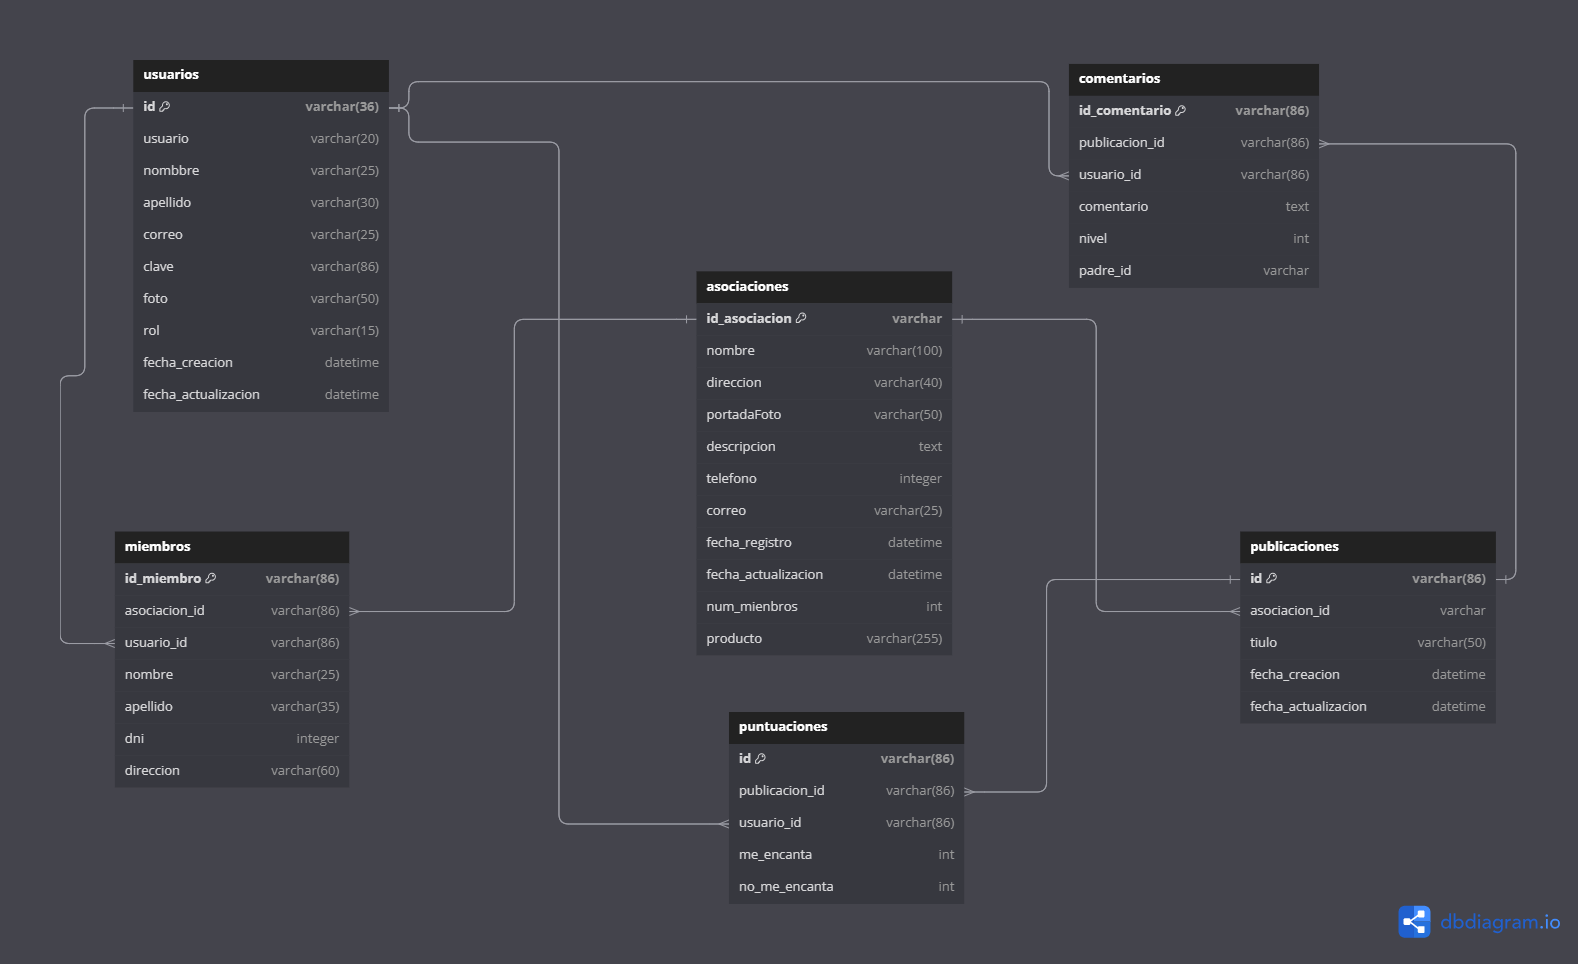 usuarios
id varchar(36)
usuario varchar(20)
nombbre varchar(25)
apellido varchar(30)
correo varchar(25)
clave varchar(86)
foto varchar(50)
rol varchar(15)
fecha_creacion datetime
fecha_actualizacion datetime
comentarios
id_comentario varchar(86)
publicacion_id varchar(86)
usuario_id varchar(86)
comentario text
nivel int
padre_id varchar
asociaciones
id_asociacion varchar
nombre varchar(100)
direccion varchar(40)
portadaFoto varchar(50)
descripcion text
telefono integer
correo varchar(25)
fecha_registro datetime
fecha_actualizacion datetime
num_mienbros int
producto varchar(255)
miembros
id_miembro varchar(86)
asociacion_id varchar(86)
usuario_id varchar(86)
nombre varchar(25)
apellido varchar(35)
dni integer
direccion varchar(60)
publicaciones
id varchar(86)
asociacion_id varchar
tiulo varchar(50)
fecha_creacion datetime
fecha_actualizacion datetime
puntuaciones
id varchar(86)
publicacion_id varchar(86)
usuario_id varchar(86)
me_encanta int
no_me_encanta int
dbdiagram.io